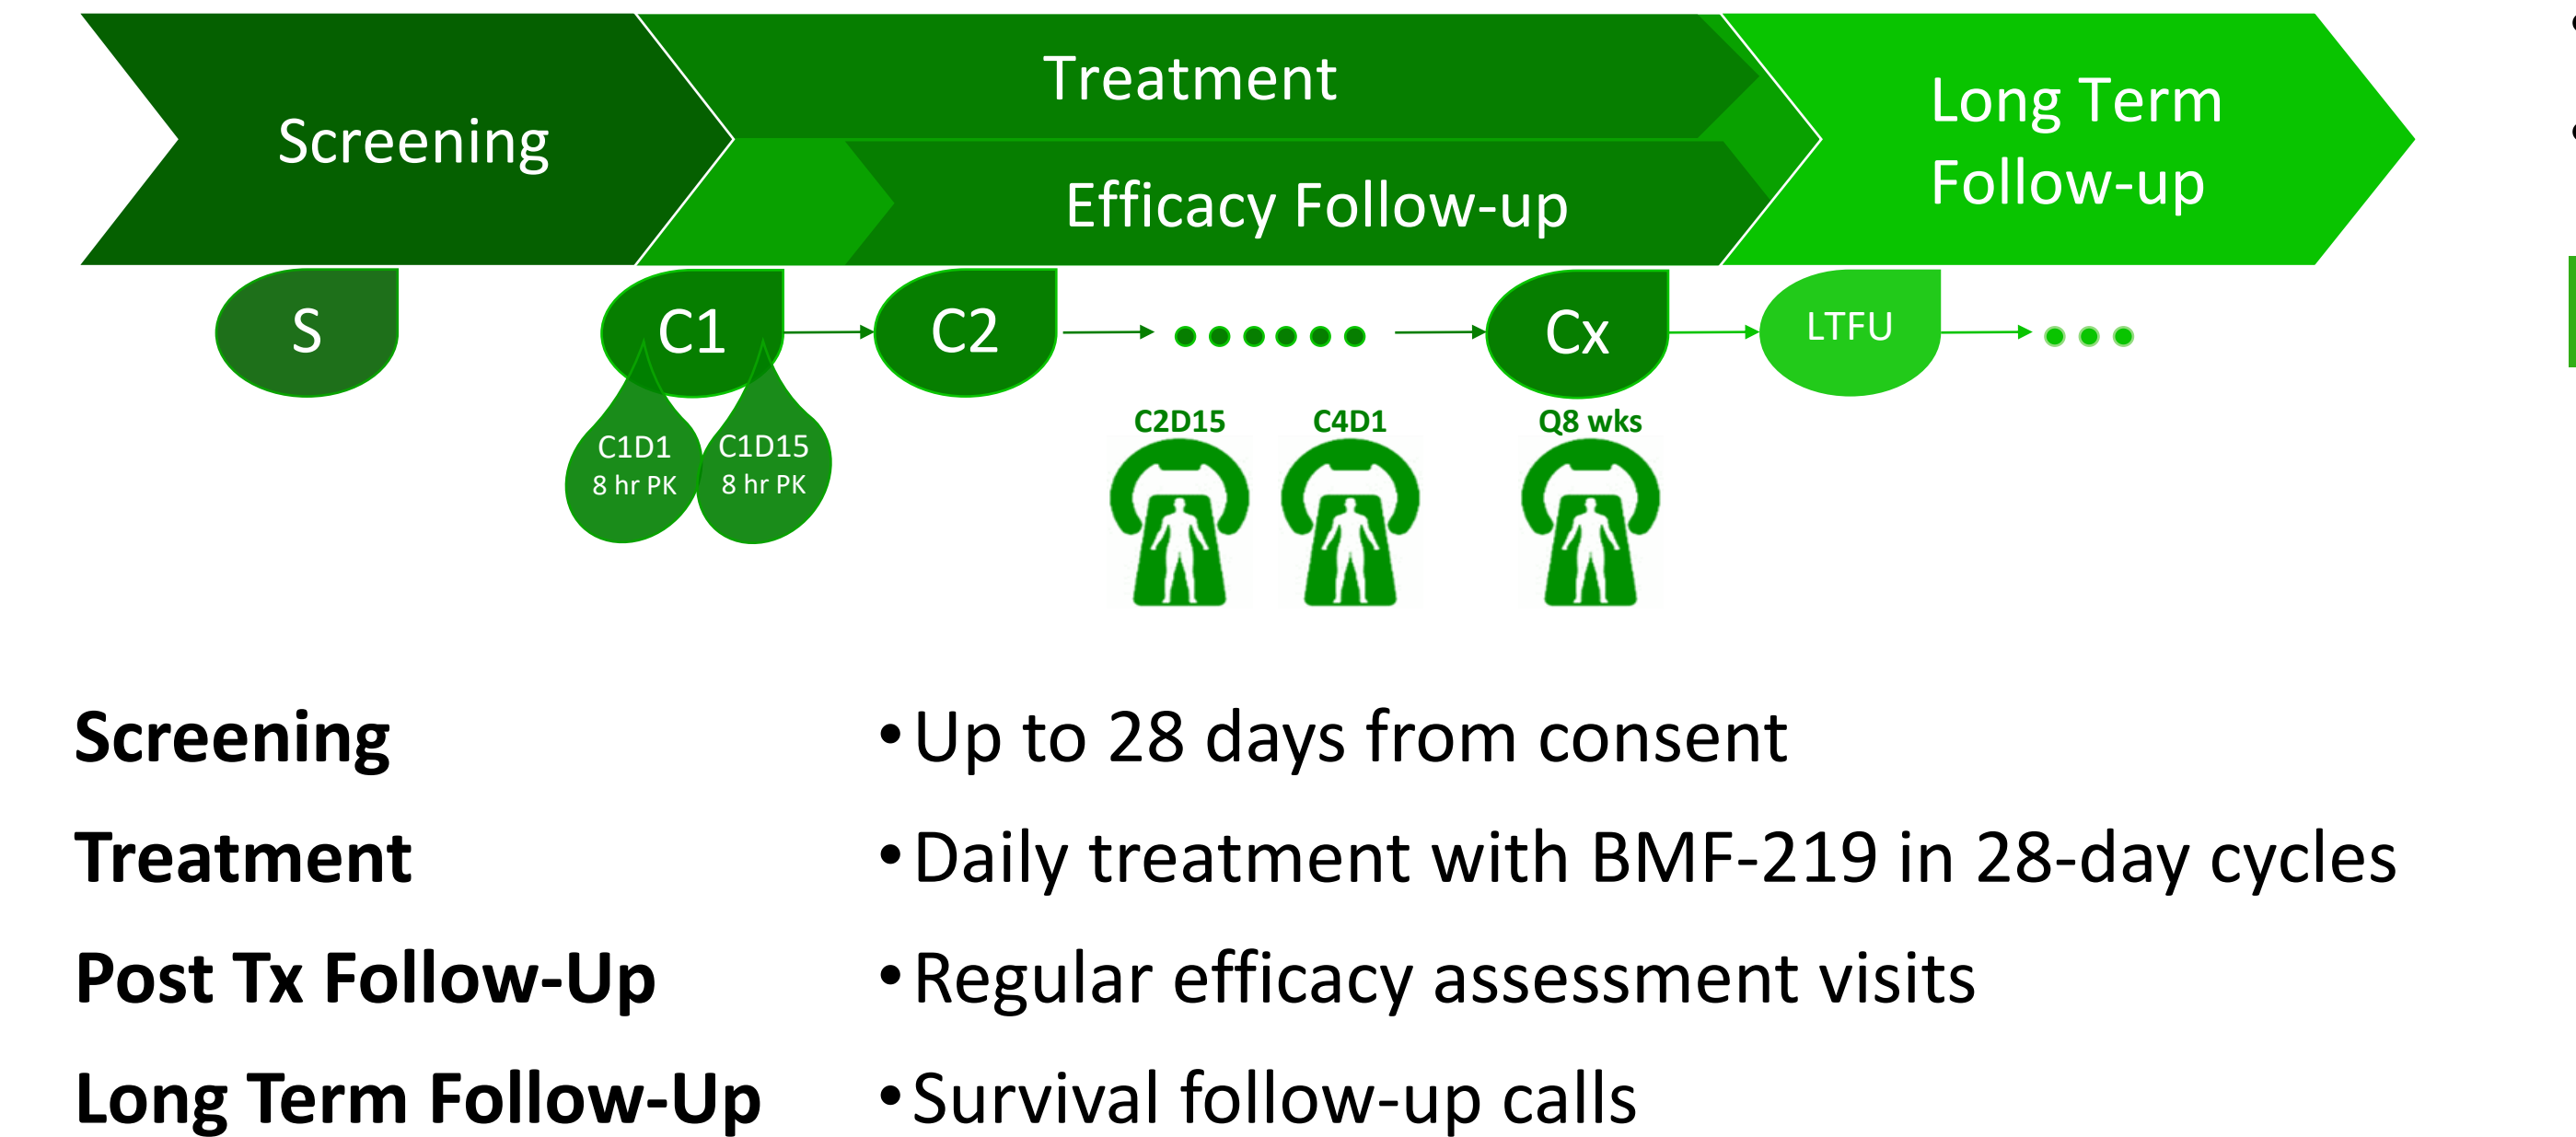 Screening
Treatment
Efficacy Follow-up
Long Term
Follow-up
S
C1
C2
Cx
LTFU
C1D1
8 hr PK
C1D15
8 hr PK
C2D15
C4D1
Q8 wks
Screening
• Up to 28 days from consent
Treatment
• Daily treatment with BMF-219 in 28-day cycles
Post Tx Follow-Up
• Regular efficacy assessment visits
Long Term Follow-Up
• Survival follow-up calls